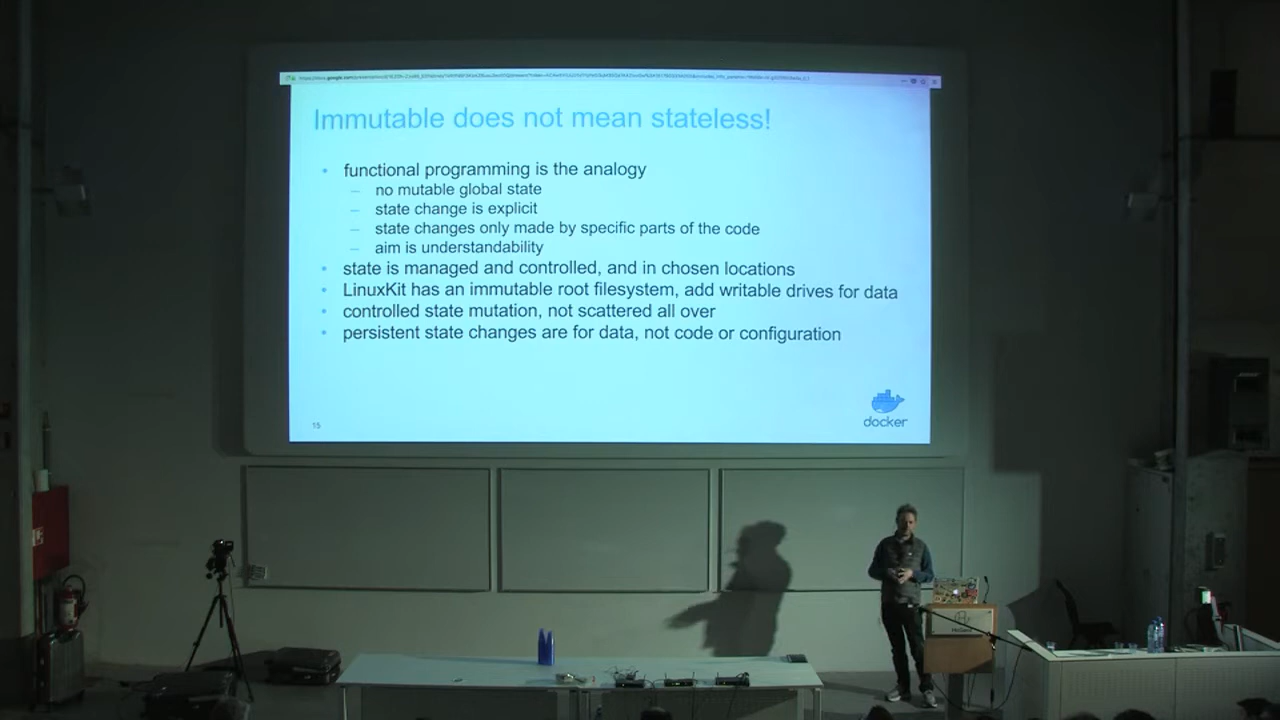 Immutable does not mean stateless!
functional programming is the analogy
no mutable global state
state change is explicit
state changes only made by specific parts of the code
aim is understandability
state is managed and controlled, and in chosen locations
LinuxKit has an immutable root filesystem, add writable drives for data
controlled state mutation, not scattered all over
persistent state changes are for data, not code or configuration
docker
15